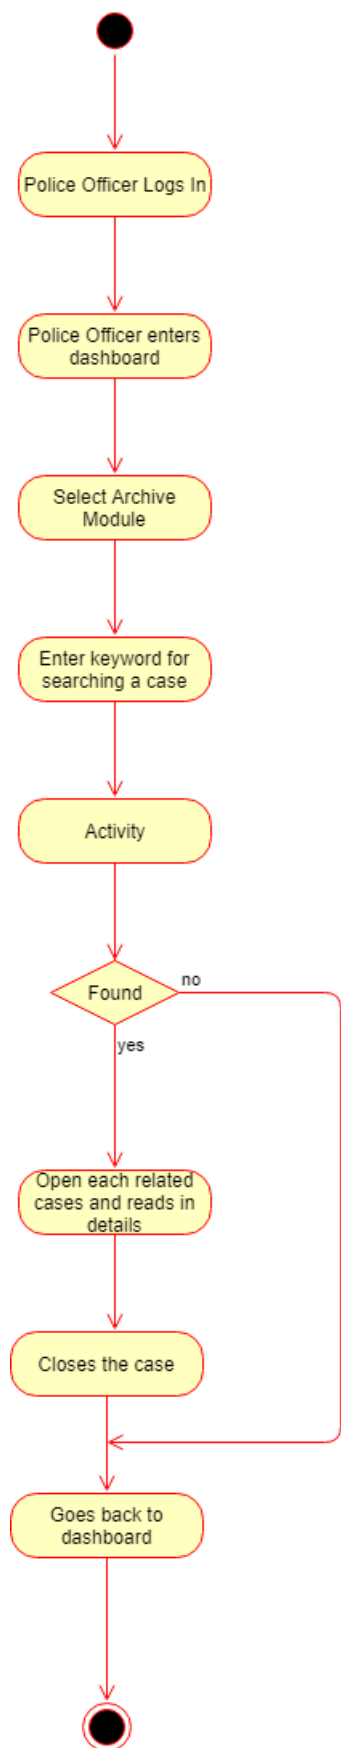 Police Officer Logs In
Police Officer enters
dashboard
Select Archive
Module
Enter keyword for
searching a case
Activity
Found
no
yes
Open each related
cases and reads in
details
Closes the case
Goes back to
dashboard